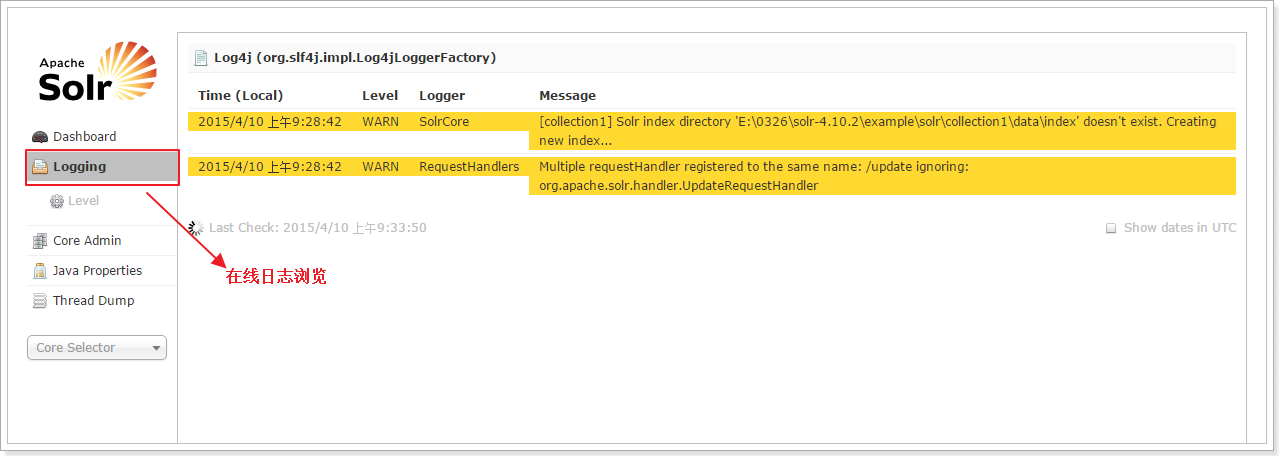 Apache
Solr
Dashboard
Logging
Level
Core Admin
Java Properties
Thread Dump
Core Selector
Log4j (org.slf4j.impl.Log4jLoggerFactory)
Time (Local) Level Logger Message
2015/4/10 上午9:28:42 WARN SolrCore [collection1] Solr index directory 'E:\0326\solr-4.10.2\example\solr\collection1\data\index' doesn't exist. Creating
new index...
2015/4/10 上午9:28:42 WARN RequestHandlers Multiple requestHandler registered to the same name: /update ignoring:
org.apache.solr.handler.UpdateRequestHandler
Last Check: 2015/4/10 上午9:33:50 Show dates in UTC
在线日志浏览